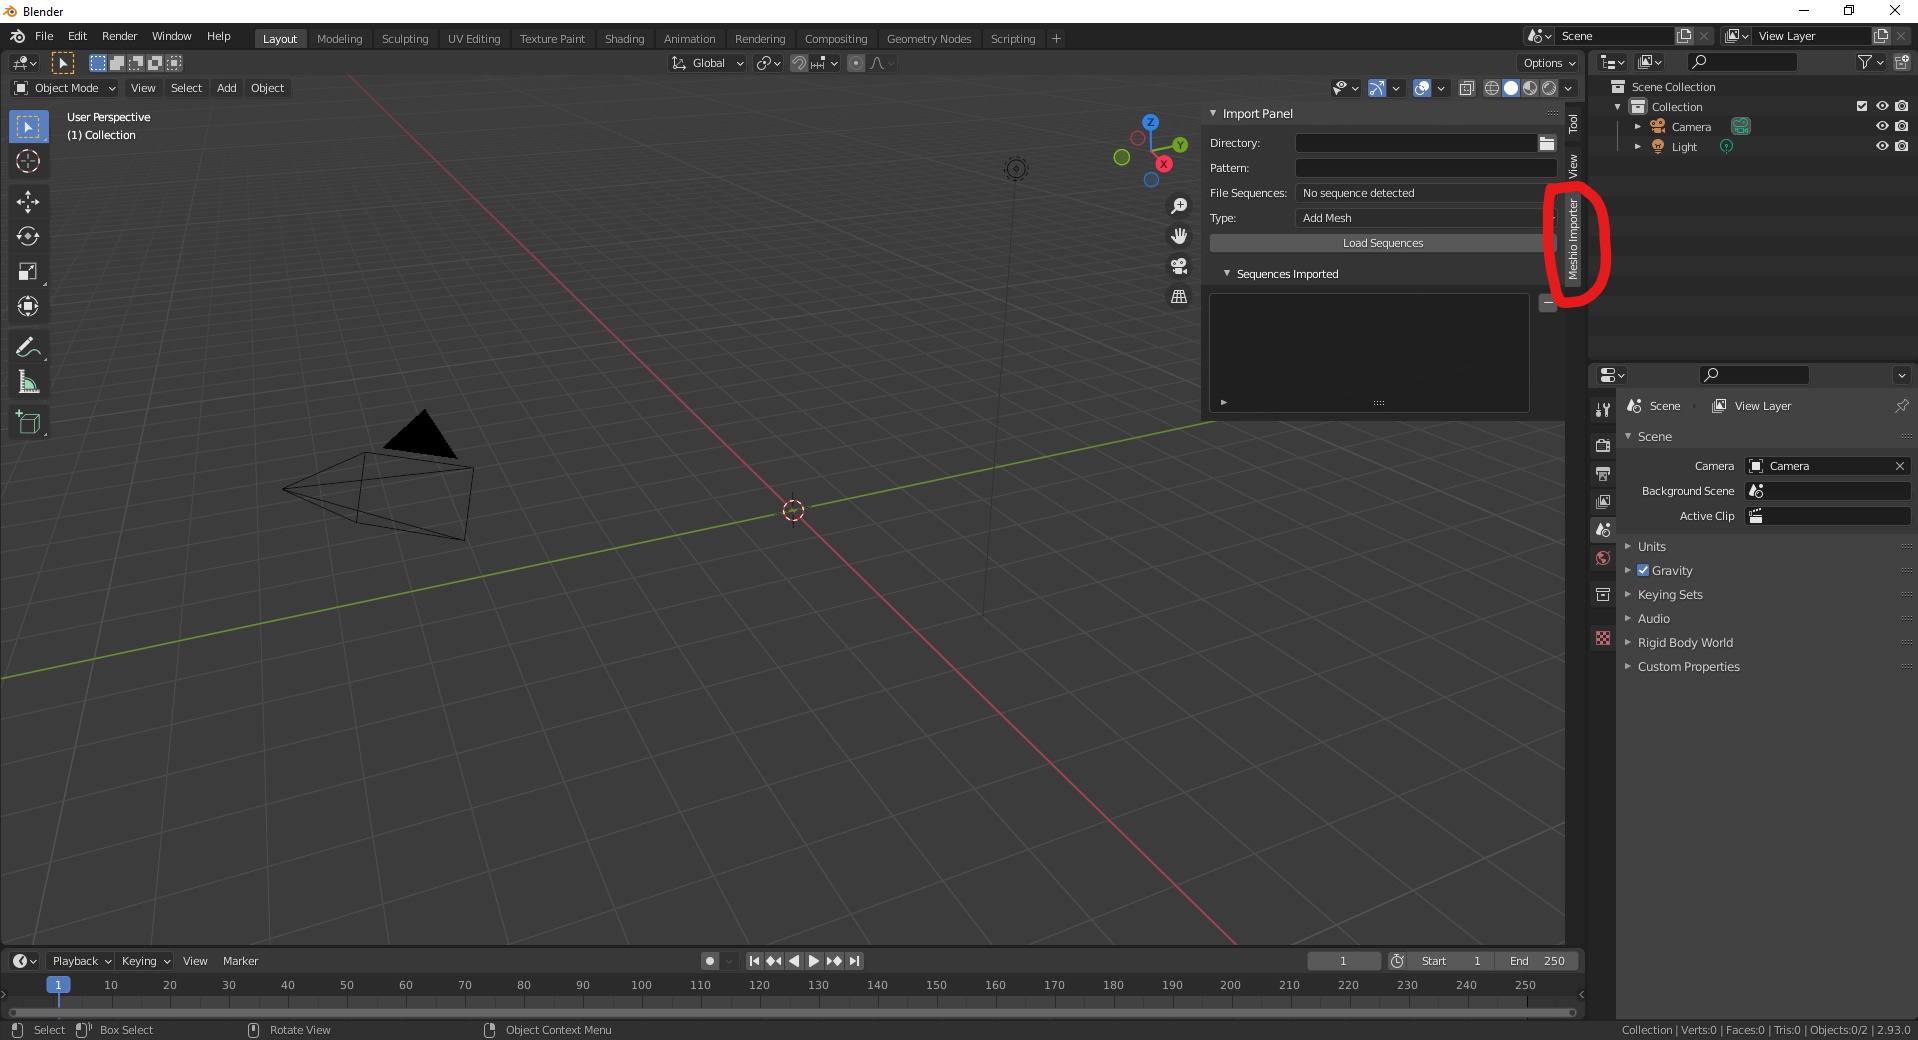 Blender
File Edit Render Window Help Layout Modeling Sculpting UV Editing Texture Paint Shading Animation Rendering Compositing Geometry Nodes Scripting + Scene View Layer
Global Options
Object Mode View Select Add Object
User Perspective
(1) Collection
Z
Y
X
Import Panel
Directory:
Pattern:
File Sequences: No sequence detected
Type: Add Mesh
Load Sequences
Sequences Imported
Tool
View
Meshio Importer
Scene Collection
Collection
Camera
Light
Scene View Layer
Scene
Camera Camera
Background Scene
Active Clip
Units
Gravity
Keying Sets
Audio
Rigid Body World
Custom Properties
Playback Keying View Marker 1 Start 1 End 250
1 10 20 30 40 50 60 70 80 90 100 110 120 130 140 150 160 170 180 190 200 210 220 230 240 250
Select Box Select Rotate View Object Context Menu Collection | Verts:0 | Faces:0 | Tris:0 | Objects:0/2 | 2.93.0